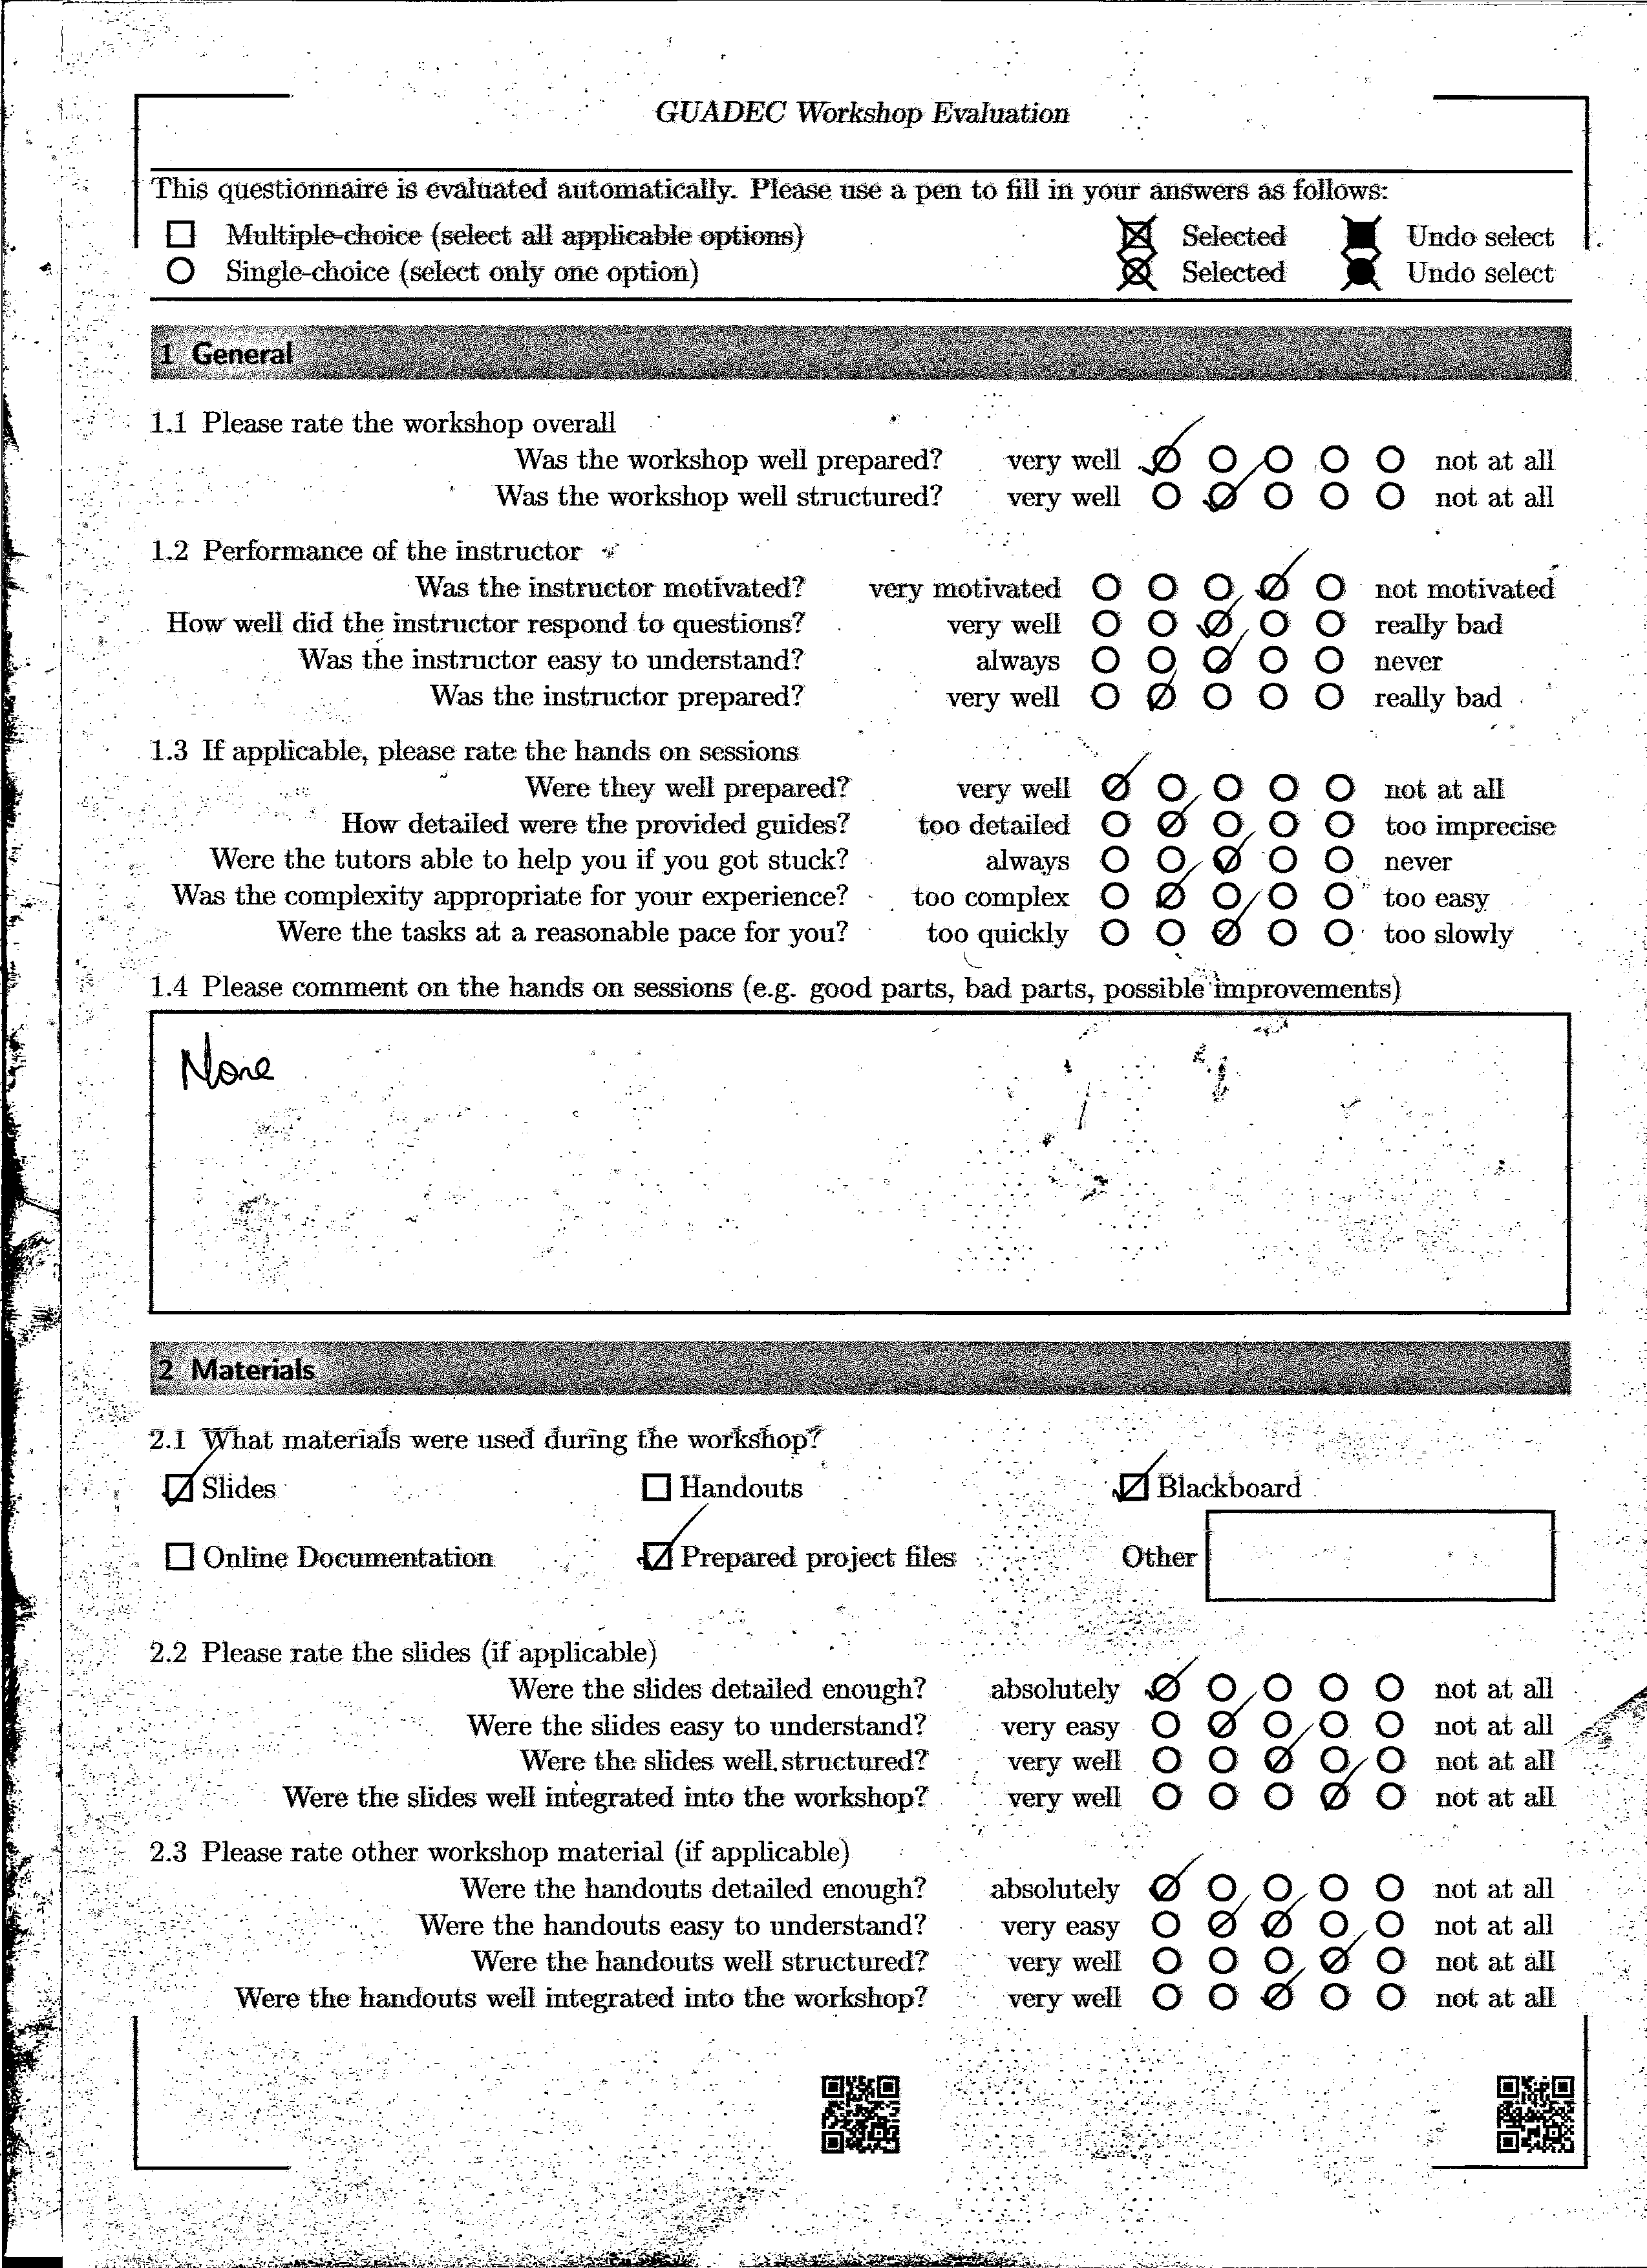 GUADEC Workshop Evaluation
This questionnaire is evaluated automatically. Please use a pen to fill in your answers as follows:
Multiple-choice (select all applicable options) Selected Undo select
Single-choice (select only one option) Selected Undo select
1 General
1.1 Please rate the workshop overall
Was the workshop well prepared? very well not at all
Was the workshop well structured? very well not at all
1.2 Performance of the instructor
Was the instructor motivated? very motivated not motivated
How well did the instructor respond to questions? very well really bad
Was the instructor easy to understand? always never
Was the instructor prepared? very well really bad
1.3 If applicable, please rate the hands on sessions
Were they well prepared? very well not at all
How detailed were the provided guides? too detailed too imprecise
Were the tutors able to help you if you got stuck? always never
Was the complexity appropriate for your experience? too complex too easy
Were the tasks at a reasonable pace for you? too quickly too slowly
1.4 Please comment on the hands on sessions (e.g. good parts, bad parts, possible improvements)
None
2 Materials
2.1 What materials were used during the workshop?
Slides Handouts Blackboard
Online Documentation Prepared project files Other
2.2 Please rate the slides (if applicable)
Were the slides detailed enough? absolutely not at all
Were the slides easy to understand? very easy not at all
Were the slides well structured? very well not at all
Were the slides well integrated into the workshop? very well not at all
2.3 Please rate other workshop material (if applicable)
Were the handouts detailed enough? absolutely not at all
Were the handouts easy to understand? very easy not at all
Were the handouts well structured? very well not at all
Were the handouts well integrated into the workshop? very well not at all